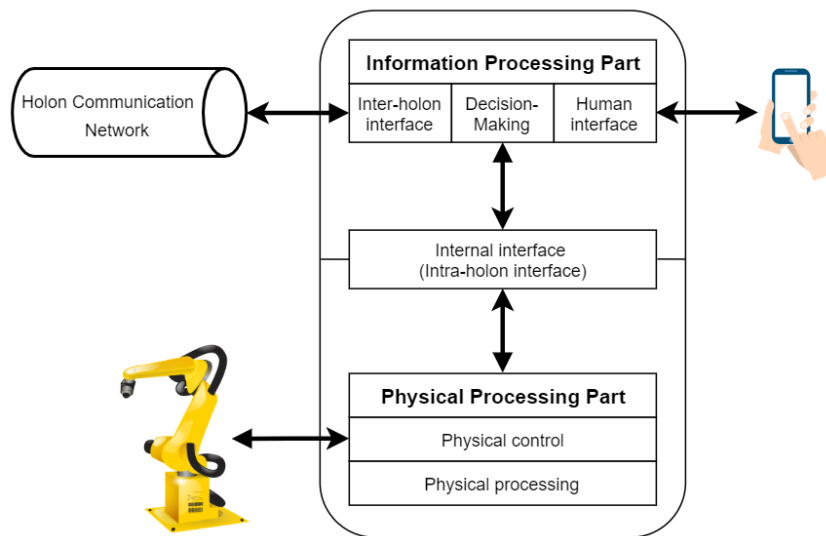 Information Processing Part
Holon Communication
Network
Inter-holon
interface
Decision-
Making
Human
interface
Internal interface
(Intra-holon interface)
Physical Processing Part
Physical control
Physical processing